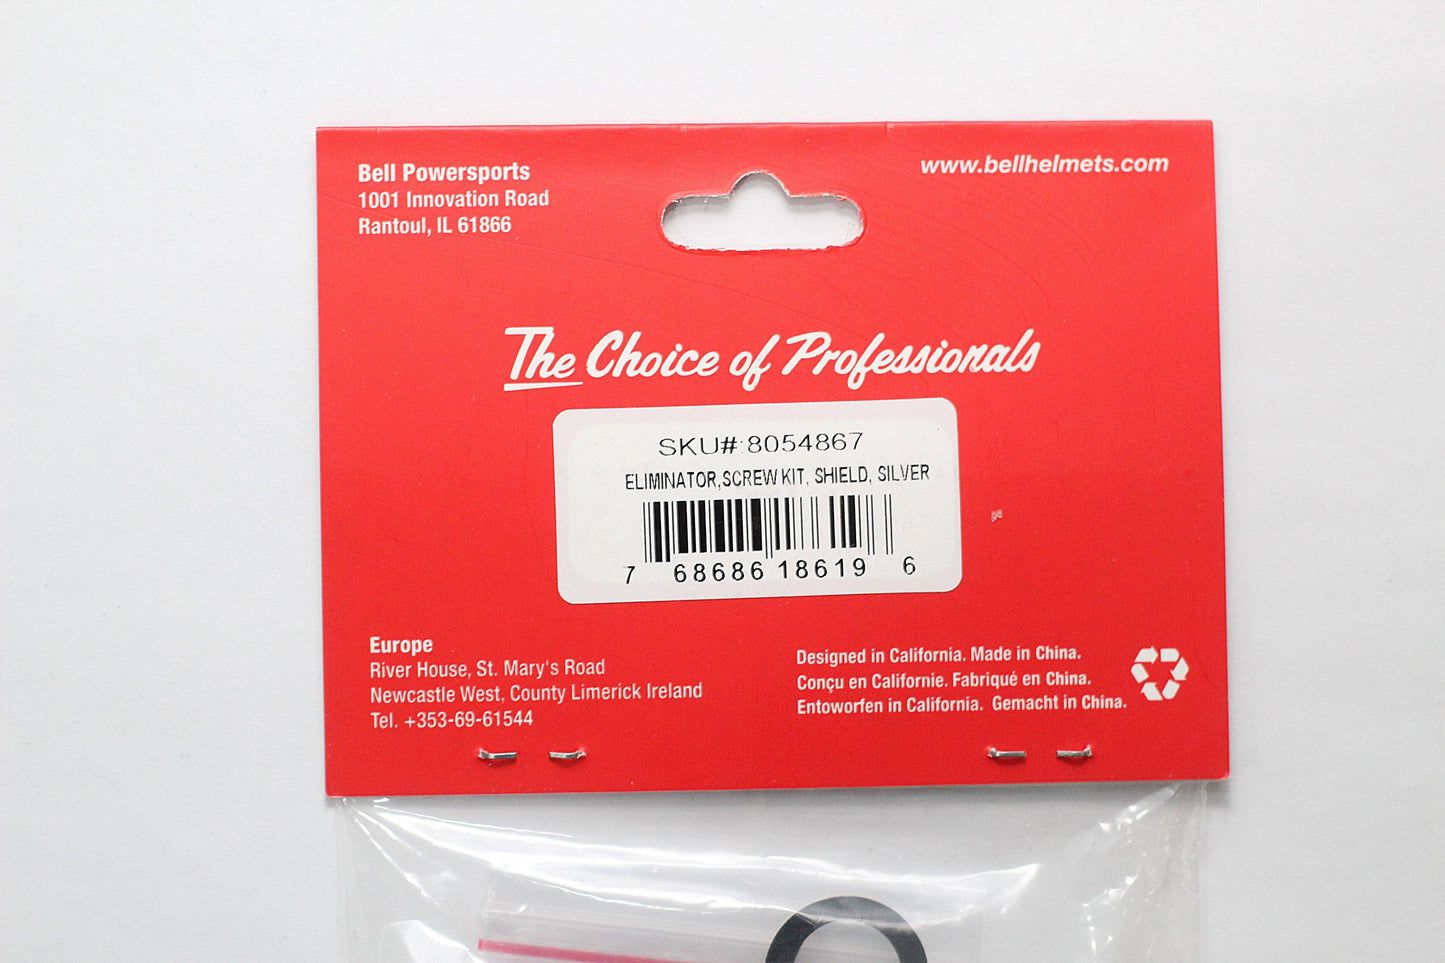 Bell Powersports
1001 Innovation Road
Rantoul, IL 61866
www.bellhelmets.com
The Choice of Professionals
SKU# 8054867
ELIMINATOR,SCREW KIT, SHIELD, SILVER
7 68686 18619 6
Europe
River House, St. Mary's Road
Newcastle West, County Limerick Ireland
Tel. +353-69-61544
Designed in California. Made in China.
Conçu en Californie. Fabriqué en China.
Entoworfen in California. Gemacht in China.